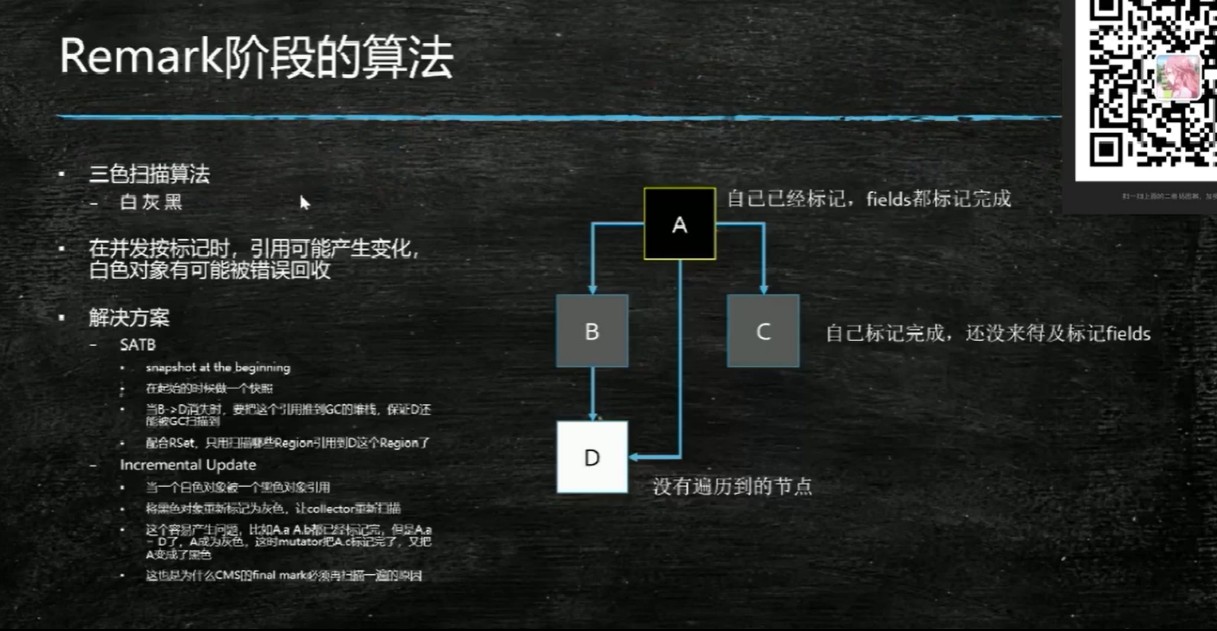 Remark阶段的算法
三色扫描算法
- 白 灰 黑
在并发按标记时，引用可能产生变化，
白色对象有可能被错误回收
解决方案
- SATB
snapshot at the beginning
在起始的时候做一个快照
当B->D消失时，要把这个引用推到GC的堆栈，保证D还
能被GC扫描到
配合RSet，只用扫描哪些Region引用到D这个Region了
- Incremental Update
当一个白色对象被一个黑色对象引用
将黑色对象重新标记为灰色，让collector重新扫描
这个容易产生问题，比如A.a A.b都已经标记完，但是A.a
- D了，A成为灰色，这时mutator把A.c标记完了，又把
A变成了黑色
这也是为什么CMS的final mark必须再扫描一遍的原因
A
自己已经标记，fields都标记完成
B
C
自己标记完成，还没来得及标记fields
D
没有遍历到的节点